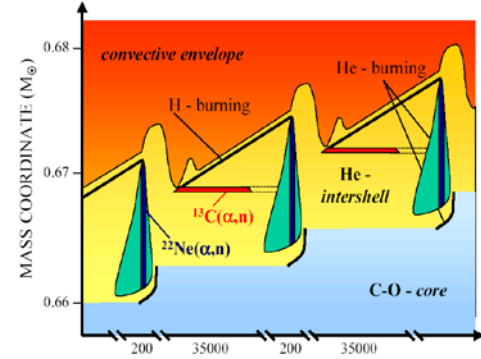 MASS COORDINATE (M⊙)
0.68
0.67
0.66
convective envelope
He - burning
H - burning
He -
intershell
¹³C(α,n)
²²Ne(α,n)
C-O - core
200
35000
200
35000